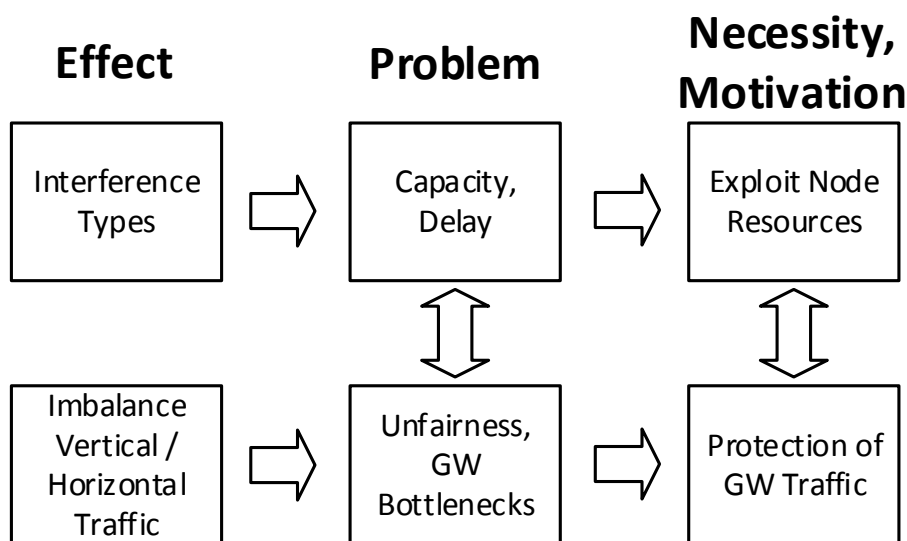 Effect
Problem
Necessity,
Motivation
Interference
Types
Capacity,
Delay
Exploit Node
Resources
Imbalance
Vertical /
Horizontal
Traffic
Unfairness,
GW
Bottlenecks
Protection of
GW Traffic